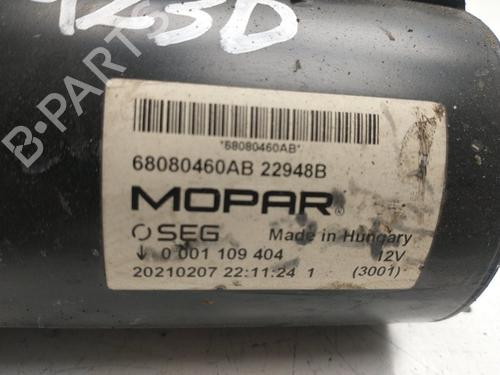 B-PARTS
*68080460AB*
68080460AB 22948B
MOPAR®
SEG Made in Hungary
0 001 109 404 12V
20210207 22:11:24 1 (3001)